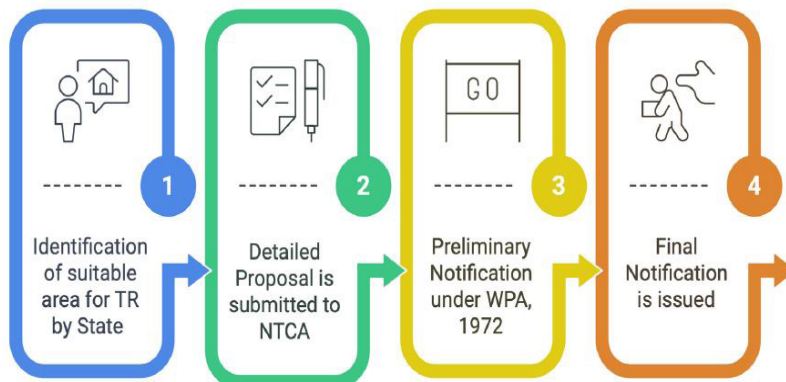 1
Identification
of suitable
area for TR
by State
2
Detailed
Proposal is
submitted to
NTCA
GO
3
Preliminary
Notification
under WPA,
1972
4
Final
Notification
is issued